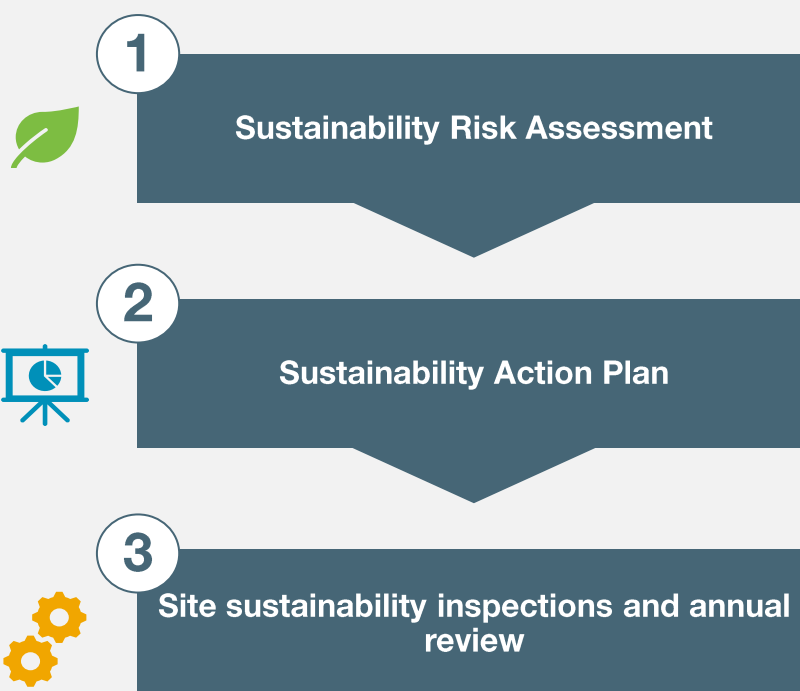 1
Sustainability Risk Assessment
2
Sustainability Action Plan
3
Site sustainability inspections and annual
review